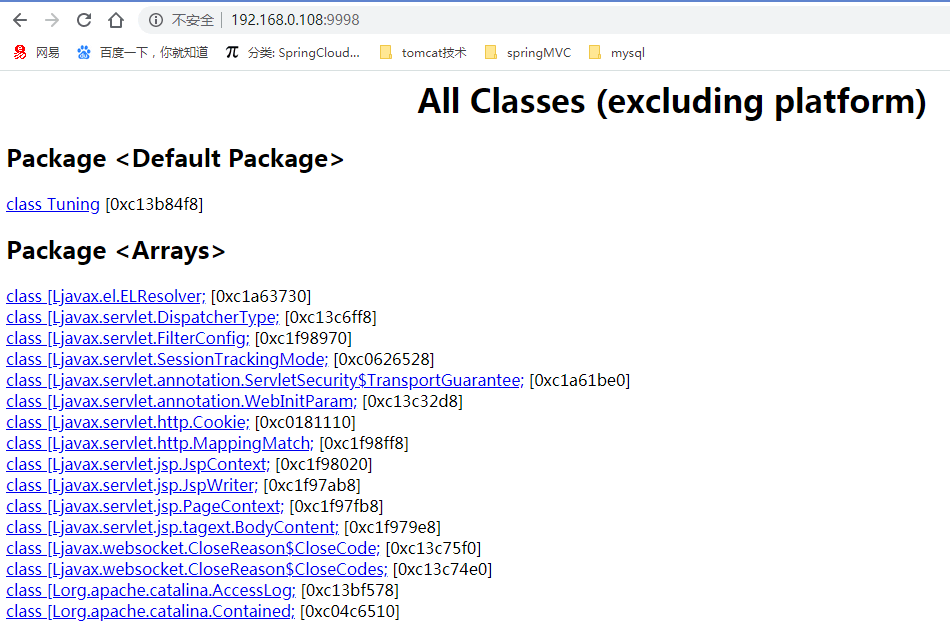 不安全 192.168.0.108:9998
网易 百度一下，你就知道 分类: SpringCloud... tomcat技术 springMVC mysql
All Classes (excluding platform)
Package <Default Package>
class Tuning [0xc13b84f8]
Package <Arrays>
class [Ljavax.el.ELResolver; [0xc1a63730]
class [Ljavax.servlet.DispatcherType; [0xc13c6ff8]
class [Ljavax.servlet.FilterConfig; [0xc1f98970]
class [Ljavax.servlet.SessionTrackingMode; [0xc0626528]
class [Ljavax.servlet.annotation.ServletSecurity$TransportGuarantee; [0xc1a61be0]
class [Ljavax.servlet.annotation.WebInitParam; [0xc13c32d8]
class [Ljavax.servlet.http.Cookie; [0xc0181110]
class [Ljavax.servlet.http.MappingMatch; [0xc1f98ff8]
class [Ljavax.servlet.jsp.JspContext; [0xc1f98020]
class [Ljavax.servlet.jsp.JspWriter; [0xc1f97ab8]
class [Ljavax.servlet.jsp.PageContext; [0xc1f97fb8]
class [Ljavax.servlet.jsp.tagext.BodyContent; [0xc1f979e8]
class [Ljavax.websocket.CloseReason$CloseCode; [0xc13c75f0]
class [Ljavax.websocket.CloseReason$CloseCodes; [0xc13c74e0]
class [Lorg.apache.catalina.AccessLog; [0xc13bf578]
class [Lorg.apache.catalina.Contained; [0xc04c6510]